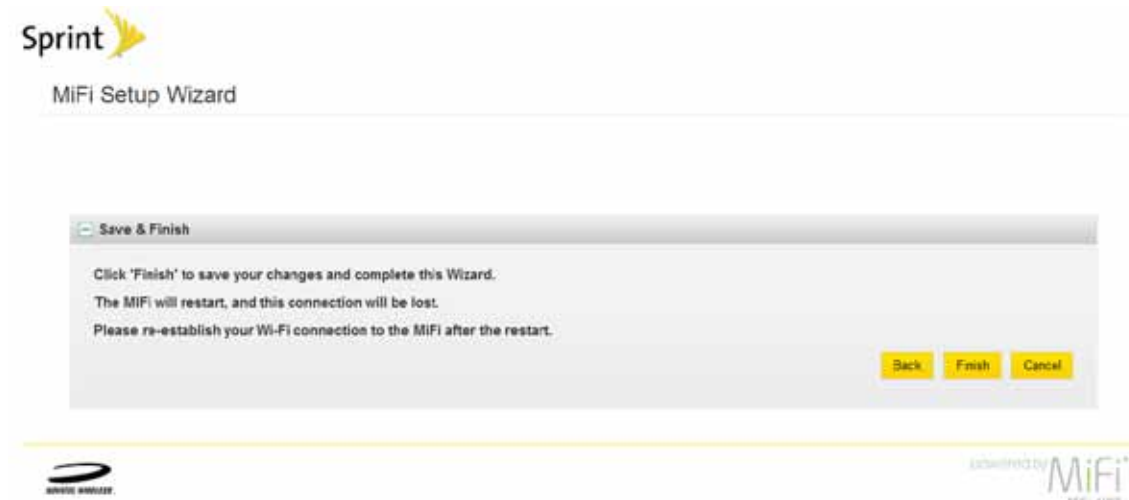 Sprint
MiFi Setup Wizard
Save & Finish
Click 'Finish' to save your changes and complete this Wizard.
The MiFi will restart, and this connection will be lost.
Please re-establish your Wi-Fi connection to the MiFi after the restart.
Back Finish Cancel
powered by MiFi